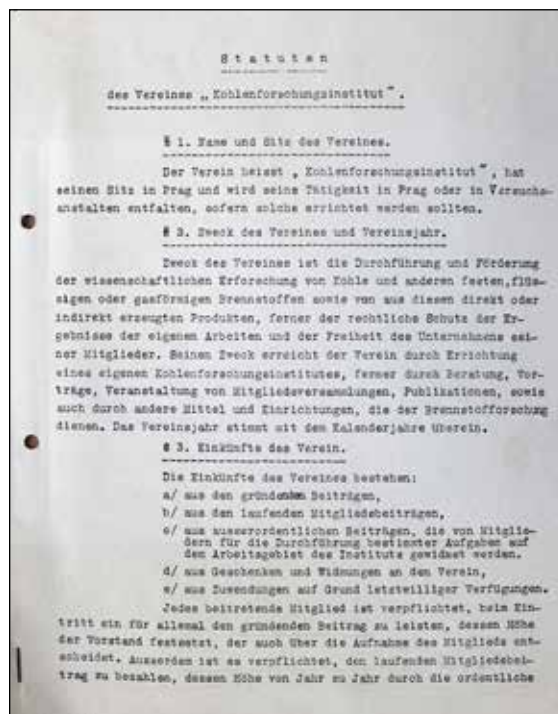 Statuten
des Vereines „Kohlenforschungsinstitut".
§ 1. Name und Sitz des Vereines.
Der Verein heisst „Kohlenforschungsinstitut", hat
seinen Sitz in Prag und wird seine Tätigkeit in Prag oder in Versuchs-
anstalten entfalten, sofern solche errichtet werden sollten.
§ 3. Zweck des Vereines und Vereinsjahr.
Zweck des Vereines ist die Durchführung und Förderung
der wissenschaftlichen Erforschung von Kohle und anderen festen,flüs-
sigen oder gasförmigen Brennstoffen sowie von aus diesen direkt oder
indirekt erzeugten Produkten, ferner der rechtliche Schutz der Er-
gebnisse der eigenen Arbeiten und der Freiheit des Unternehmens sei-
ner Mitglieder. Seinen Zweck erreicht der Verein durch Errichtung
eines eigenen Kohlenforschungsinstitutes, ferner durch Beratung, Vor-
träge, Veranstaltung von Mitgliedsversammlungen, Publikationen, sowie
auch durch andere Mittel und Einrichtungen, die der Brennstofforschung
dienen. Das Vereinsjahr stimmt mit dem Kalenderjahre überein.
§ 3. Einkünfte des Verein.
Die Einkünfte des Vereines bestehen:
a/ aus den gründenden Beiträgen,
b/ aus den laufenden Mitgliedsbeiträgen,
c/ aus ausserordentlichen Beiträgen, die von Mitglie-
dern für die Durchführung bestimmter Aufgaben auf
dem Arbeitsgebiet des Instituts gewidmet werden.
d/ aus Geschenken und Widmungen an den Verein,
e/ aus Zuwendungen auf Grund letztwilliger Verfügungen.
Jedes beitretende Mitglied ist verpflichtet, beim Ein-
tritt ein für allemal den gründenden Beitrag zu leisten, dessen Höhe
der Vorstand festsetzt, der auch über die Aufnahme des Mitglieds ent-
scheidet. Ausserdem ist es verpflichtet, den laufenden Mitgliedsbei-
trag zu bezahlen, dessen Höhe von Jahr zu Jahr durch die ordentliche